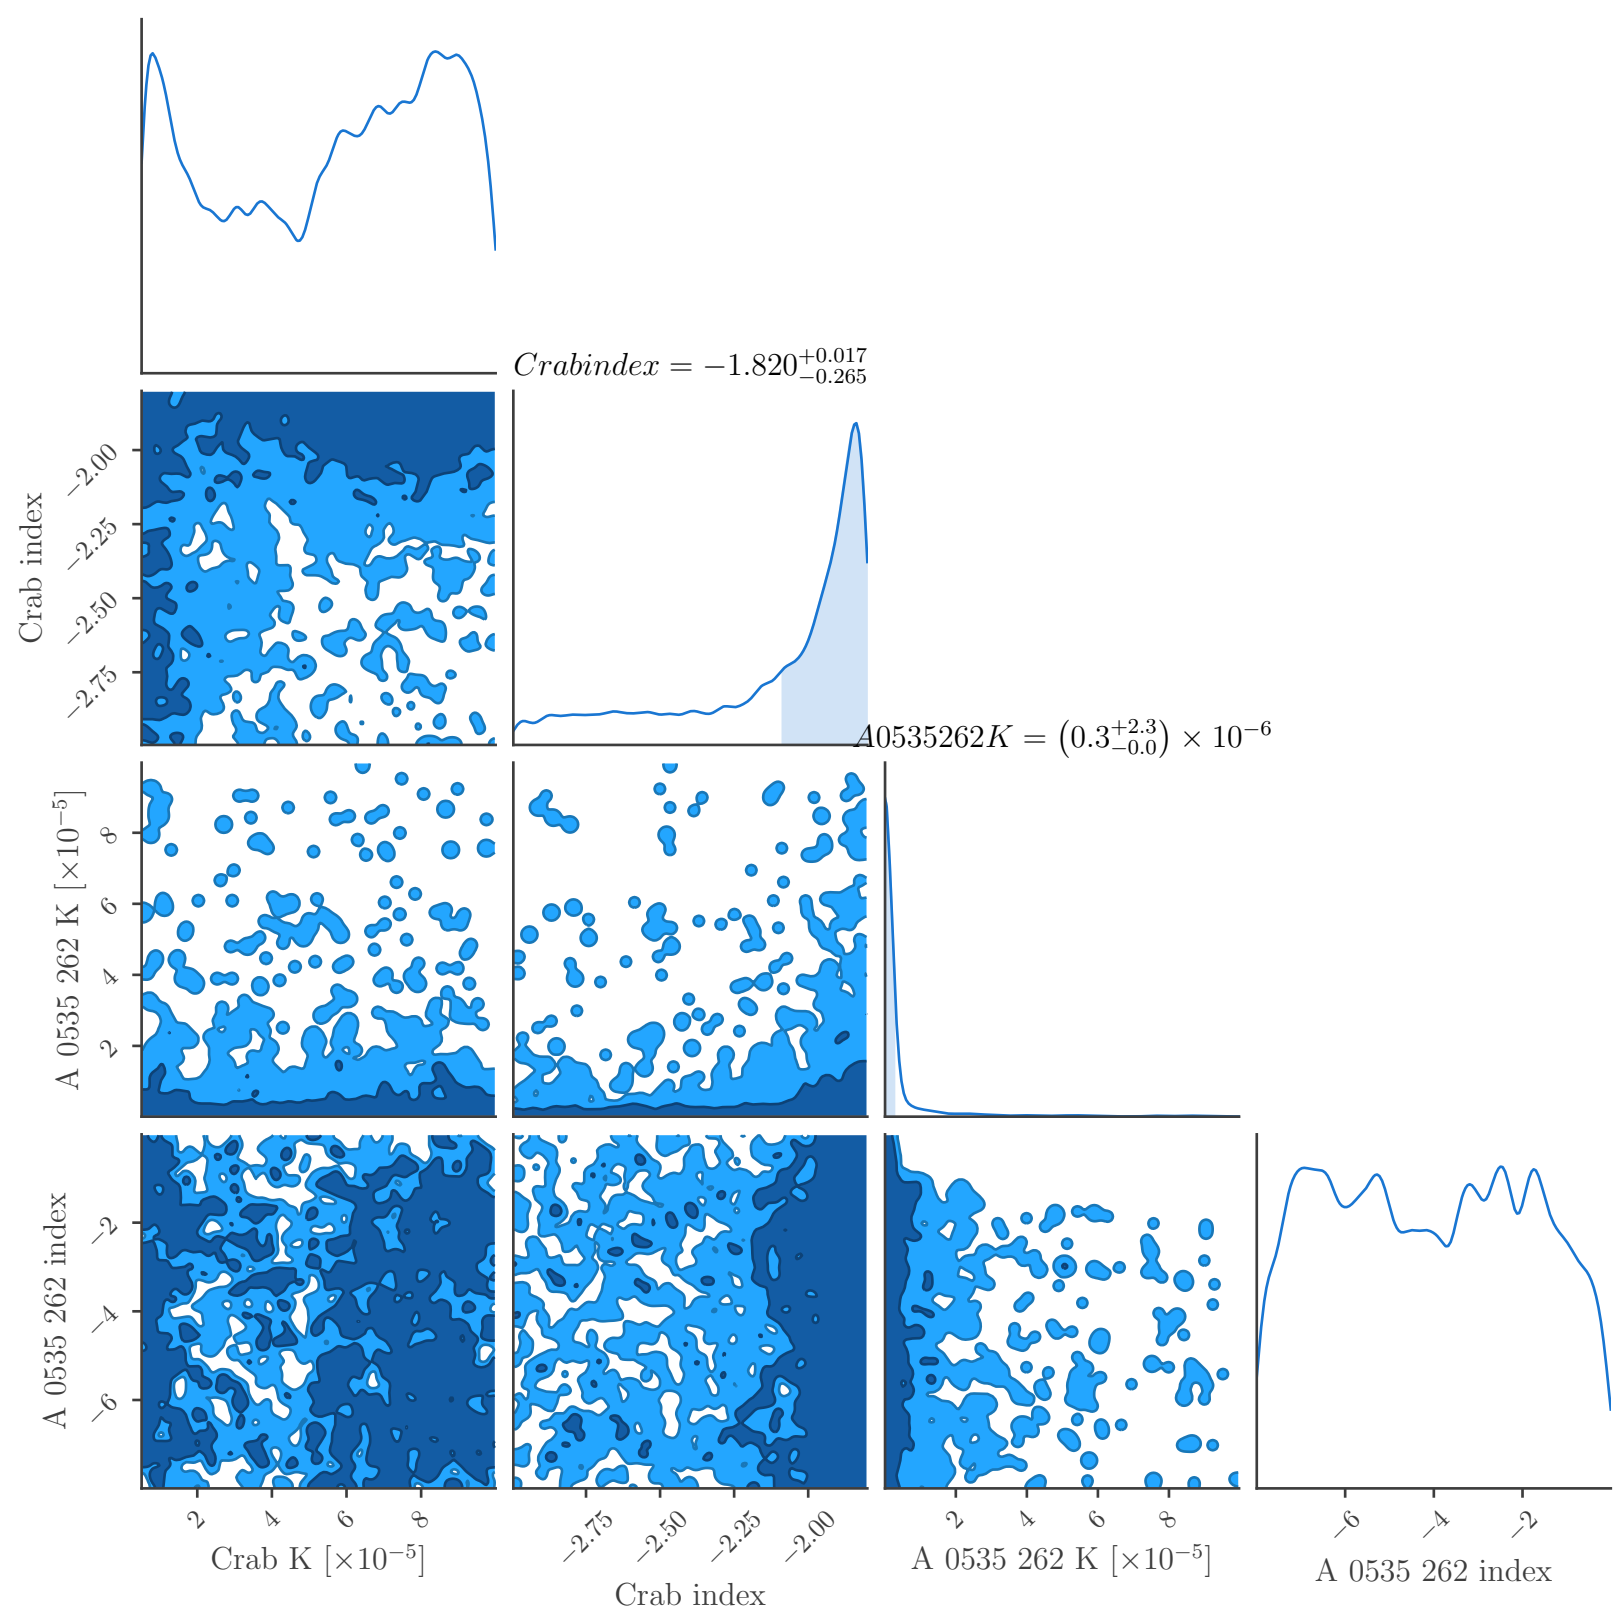 Crabindex = −1.820 +0.017 −0.265
Crab index
−2.00
−2.25
−2.50
−2.75
A0535262K = (0.3 +2.3 −0.0) × 10−6
A 0535 262 K [×10−5]
8
6
4
2
A 0535 262 index
−2
−4
−6
2 4 6 8
Crab K [×10−5]
−2.75 −2.50 −2.25 −2.00
Crab index
2 4 6 8
A 0535 262 K [×10−5]
−6 −4 −2
A 0535 262 index